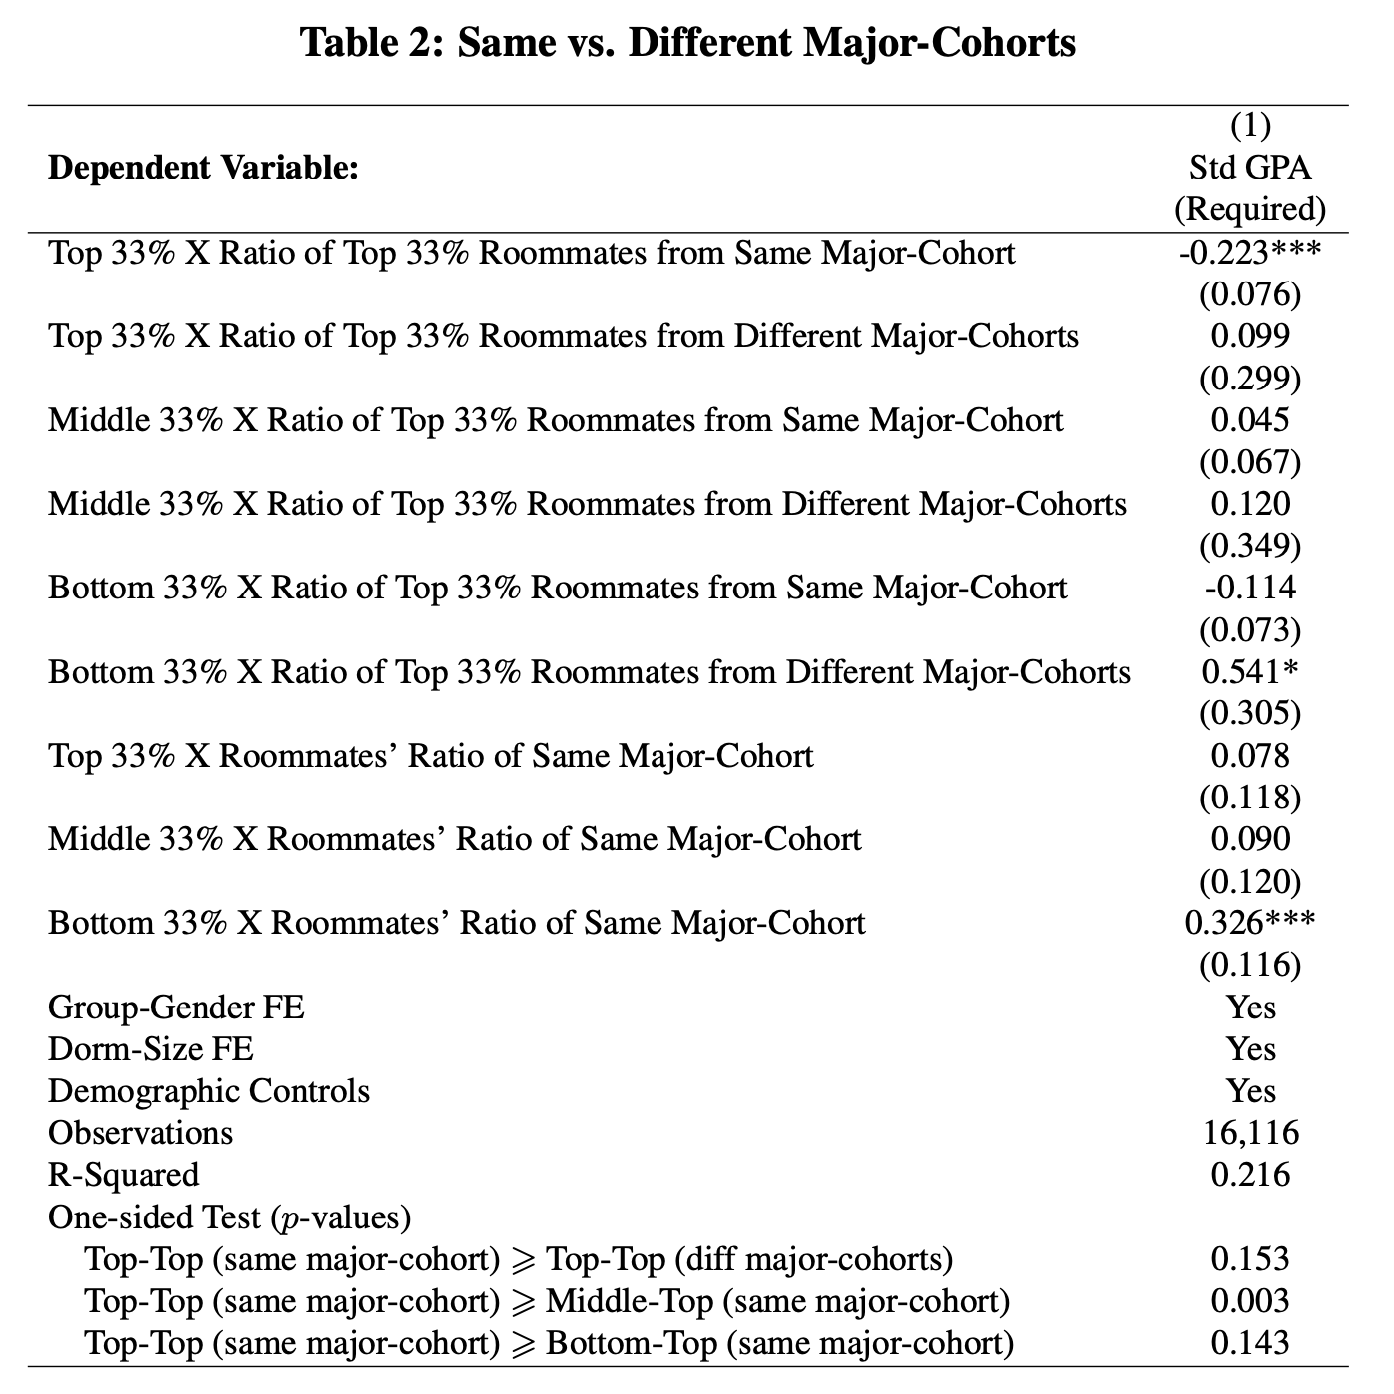 Table 2: Same vs. Different Major-Cohorts
(1)
Dependent Variable: Std GPA
(Required)
Top 33% X Ratio of Top 33% Roommates from Same Major-Cohort -0.223***
(0.076)
Top 33% X Ratio of Top 33% Roommates from Different Major-Cohorts 0.099
(0.299)
Middle 33% X Ratio of Top 33% Roommates from Same Major-Cohort 0.045
(0.067)
Middle 33% X Ratio of Top 33% Roommates from Different Major-Cohorts 0.120
(0.349)
Bottom 33% X Ratio of Top 33% Roommates from Same Major-Cohort -0.114
(0.073)
Bottom 33% X Ratio of Top 33% Roommates from Different Major-Cohorts 0.541*
(0.305)
Top 33% X Roommates’ Ratio of Same Major-Cohort 0.078
(0.118)
Middle 33% X Roommates’ Ratio of Same Major-Cohort 0.090
(0.120)
Bottom 33% X Roommates’ Ratio of Same Major-Cohort 0.326***
(0.116)
Group-Gender FE Yes
Dorm-Size FE Yes
Demographic Controls Yes
Observations 16,116
R-Squared 0.216
One-sided Test (p-values)
Top-Top (same major-cohort) ⩾ Top-Top (diff major-cohorts) 0.153
Top-Top (same major-cohort) ⩾ Middle-Top (same major-cohort) 0.003
Top-Top (same major-cohort) ⩾ Bottom-Top (same major-cohort) 0.143